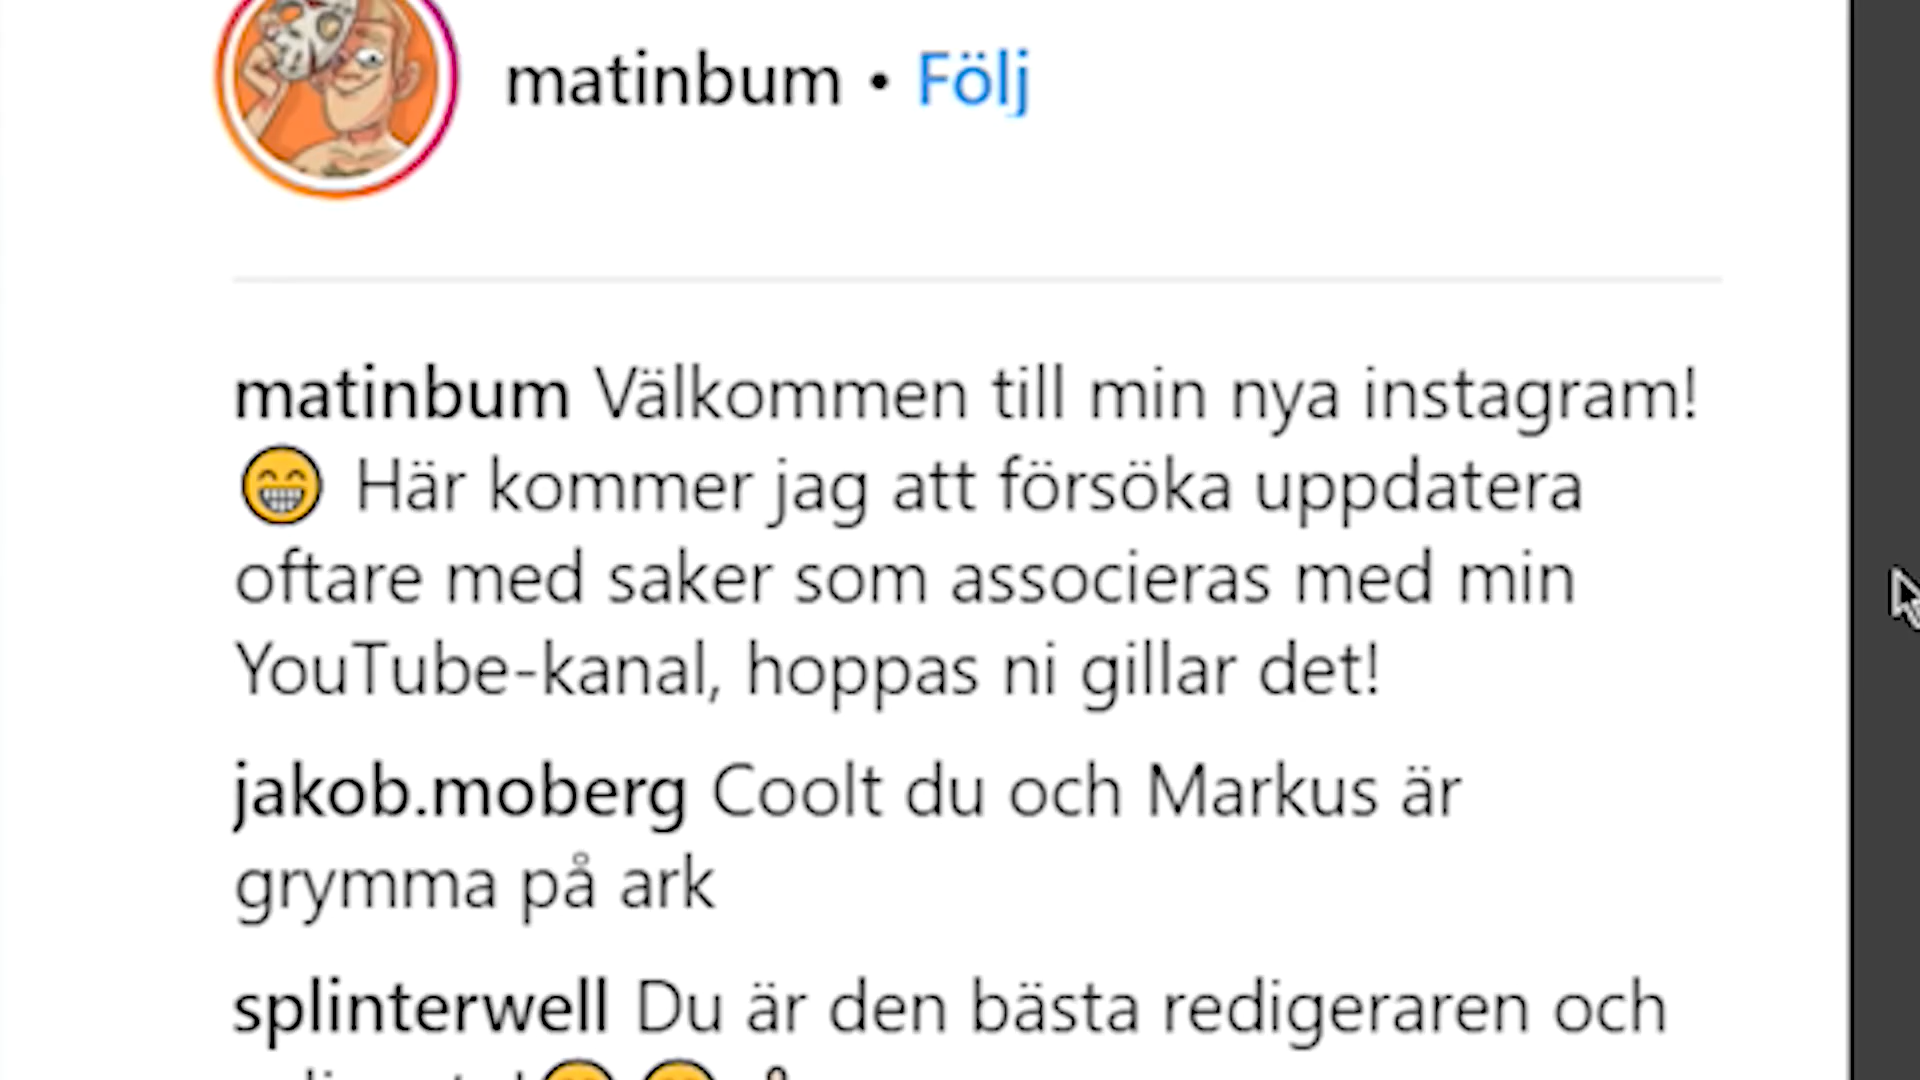 matinbum • Följ
matinbum Välkommen till min nya instagram!
😁 Här kommer jag att försöka uppdatera
oftare med saker som associeras med min
YouTube-kanal, hoppas ni gillar det!
jakob.moberg Coolt du och Markus är
grymma på ark
splinterwell Du är den bästa redigeraren och